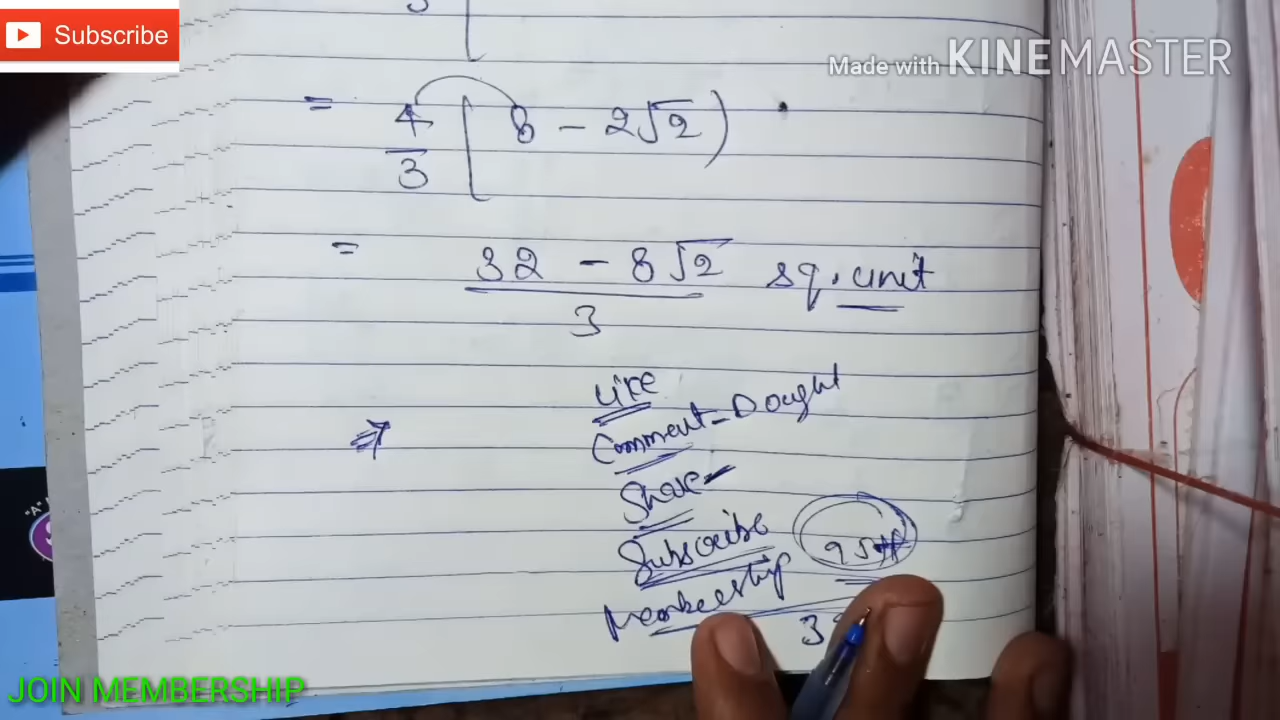 Subscribe
Made with KINEMASTER
= 4/3 [ 8 - 2√2 )
= 32 - 8√2 / 3 sq. unit
Like
⇒ Comment - Dought
Share
Subscribe
Membership
"A"
JOIN MEMBERSHIP